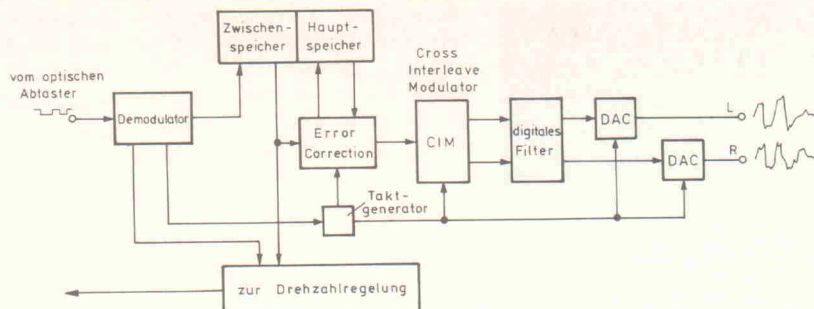 Zwischen-
speicher
Haupt-
speicher
Cross
Interleave
Modulator
vom optischen
Abtaster
Demodulator
Error
Correction
CIM
digitales
Filter
DAC
L
DAC
R
Takt-
generator
zur Drehzahlregelung